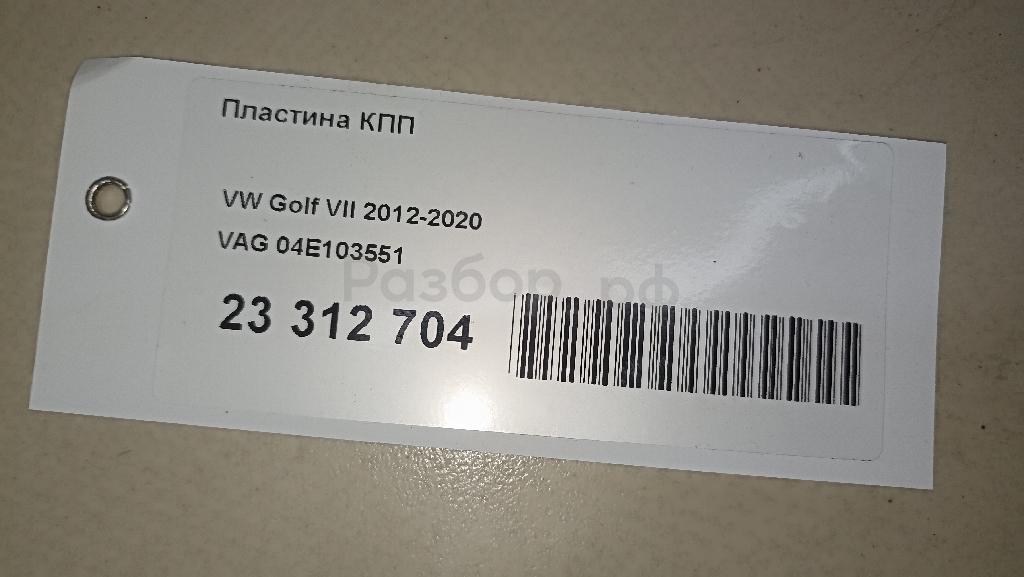 Пластина КПП
VW Golf VII 2012-2020
VAG 04E103551
Разбор.рф
23 312 704